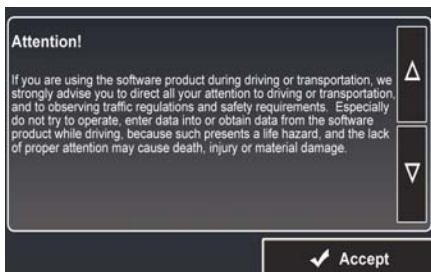 Attention!
If you are using the software product during driving or transportation, we
strongly advise you to direct all your attention to driving or transportation,
and to observing traffic regulations and safety requirements. Especially
do not try to operate, enter data into or obtain data from the software
product while driving, because such presents a life hazard, and the lack
of proper attention may cause death, injury or material damage.
Accept